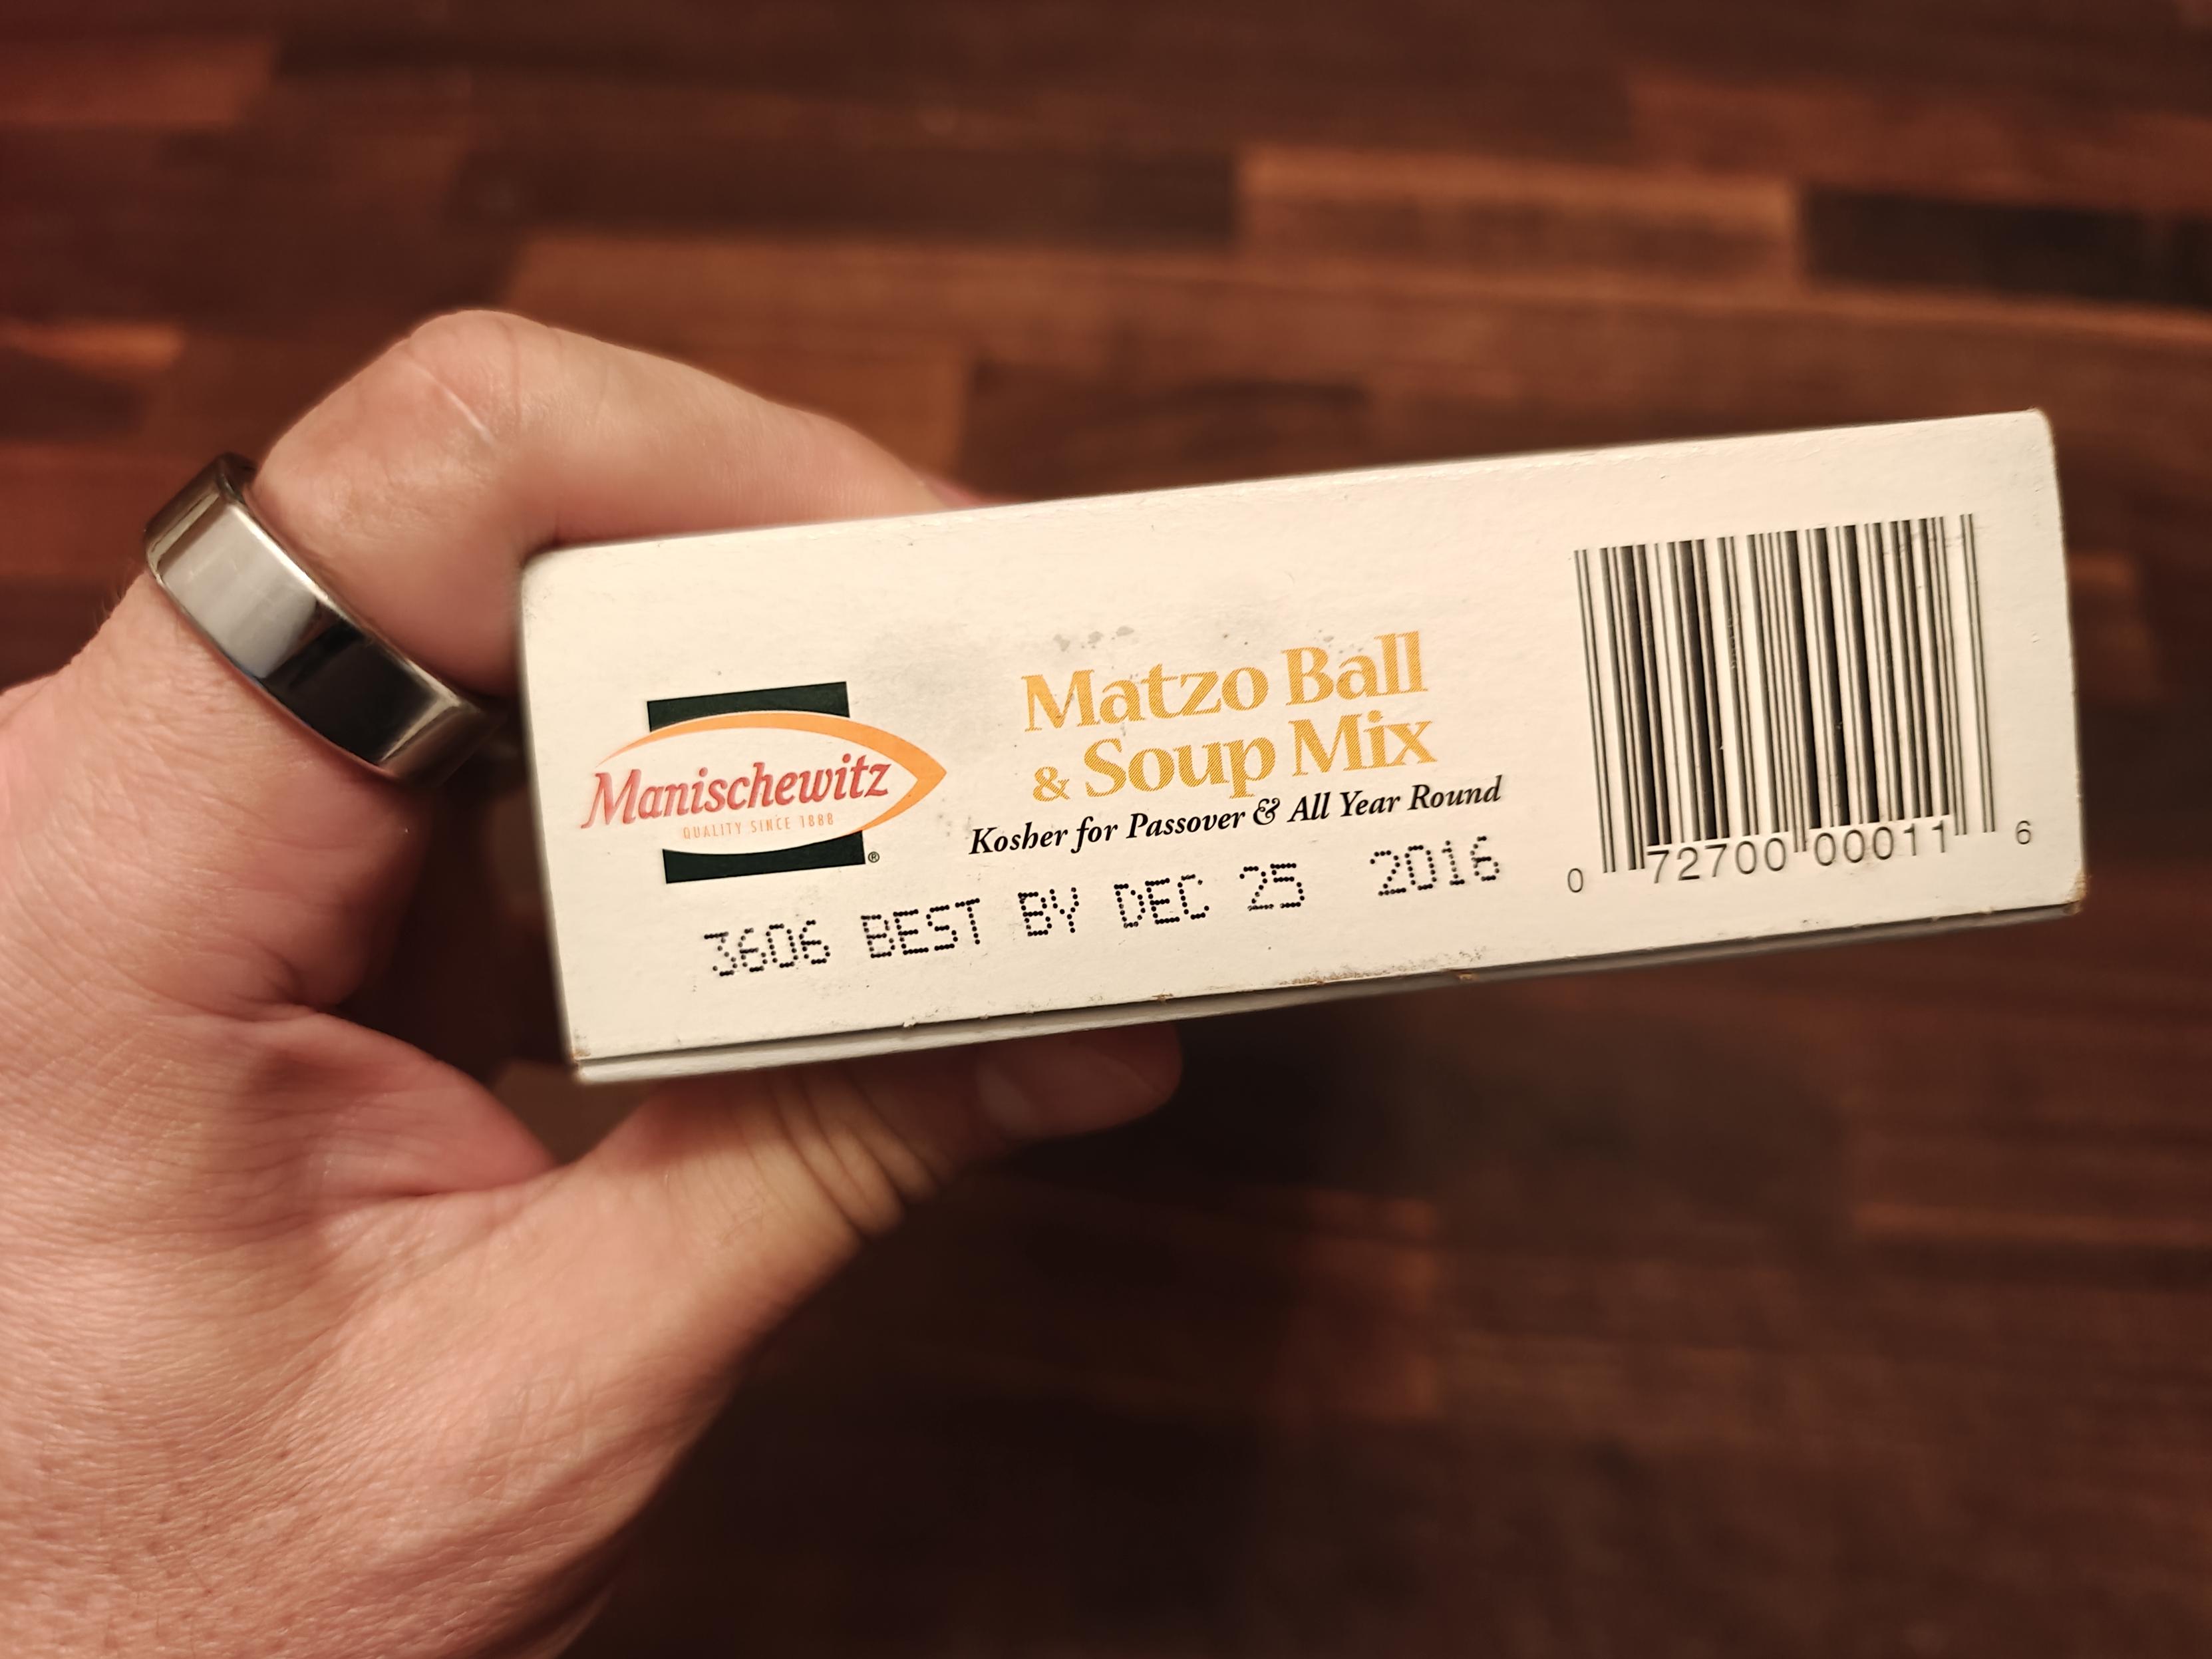 Manischewitz
QUALITY SINCE 1888
®
Matzo Ball
& Soup Mix
Kosher for Passover & All Year Round
3606 BEST BY DEC 25 2016
0 72700 00011 6